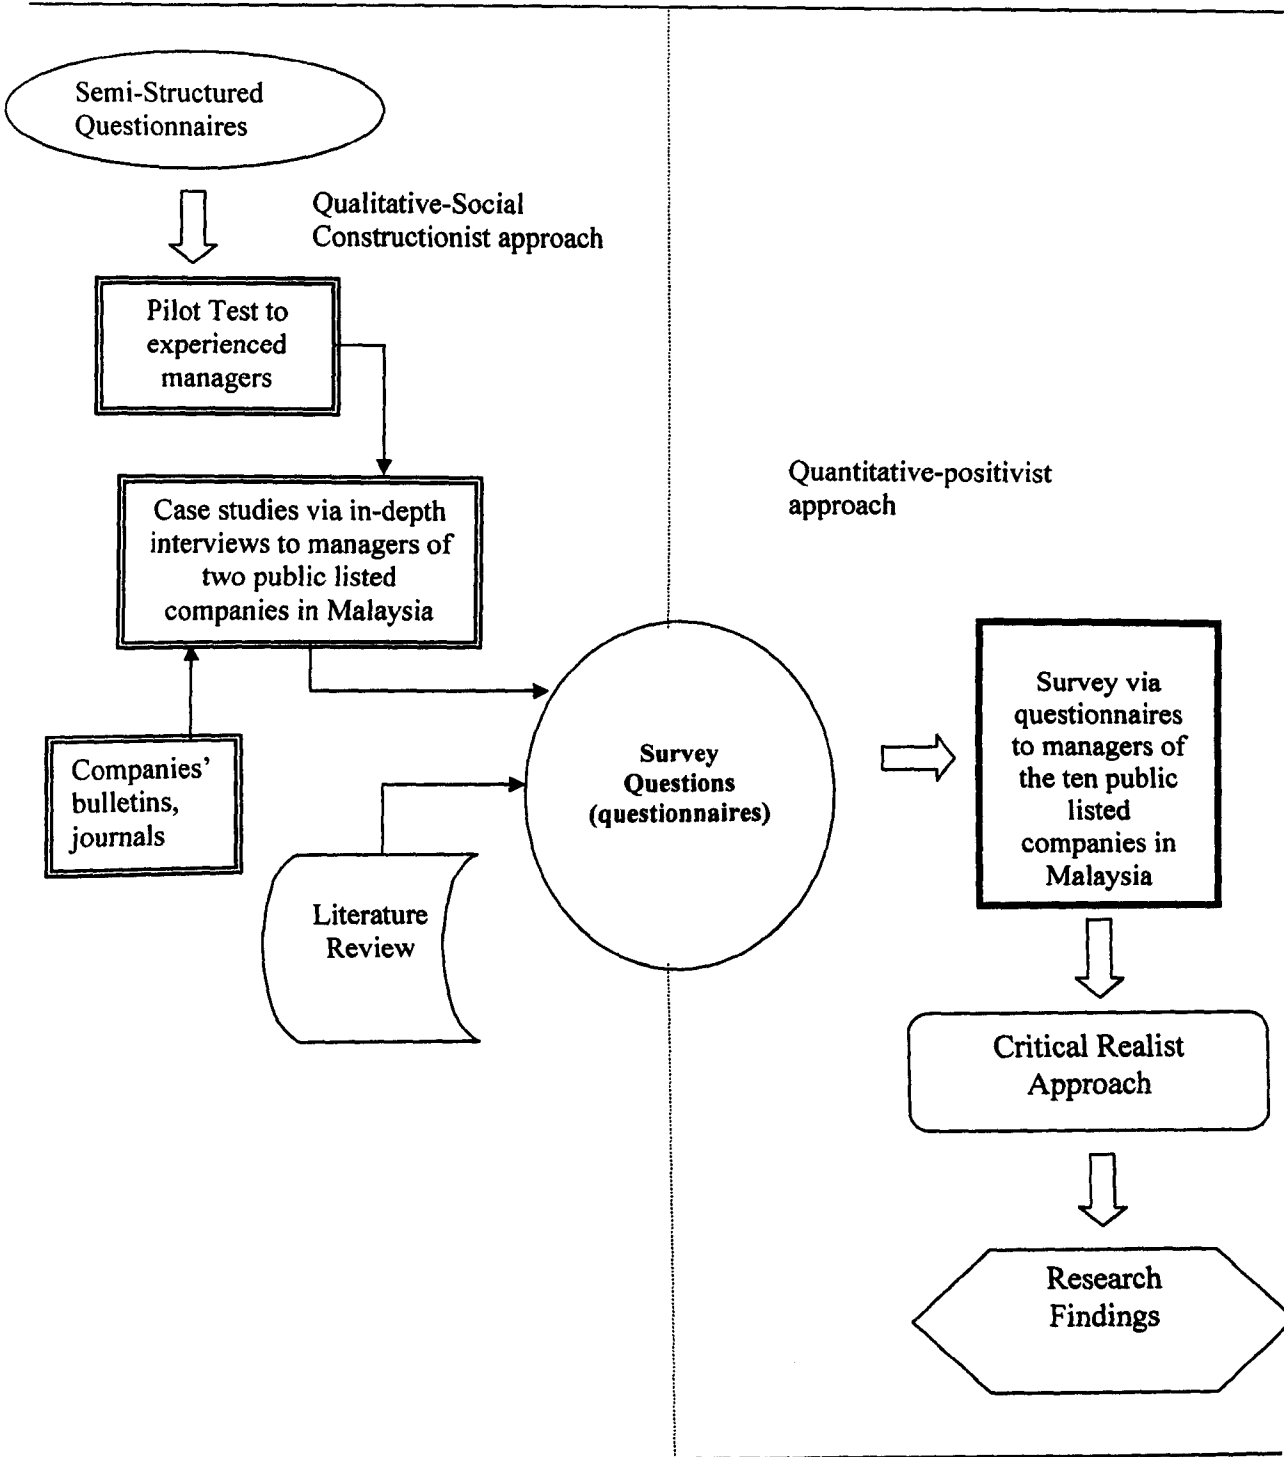 Semi-Structured
Questionnaires
Qualitative-Social
Constructionist approach
Pilot Test to
experienced
managers
Case studies via in-depth
interviews to managers of
two public listed
companies in Malaysia
Companies'
bulletins,
journals
Literature
Review
Survey
Questions
(questionnaires)
Quantitative-positivist
approach
Survey via
questionnaires
to managers of
the ten public
listed
companies in
Malaysia
Critical Realist
Approach
Research
Findings